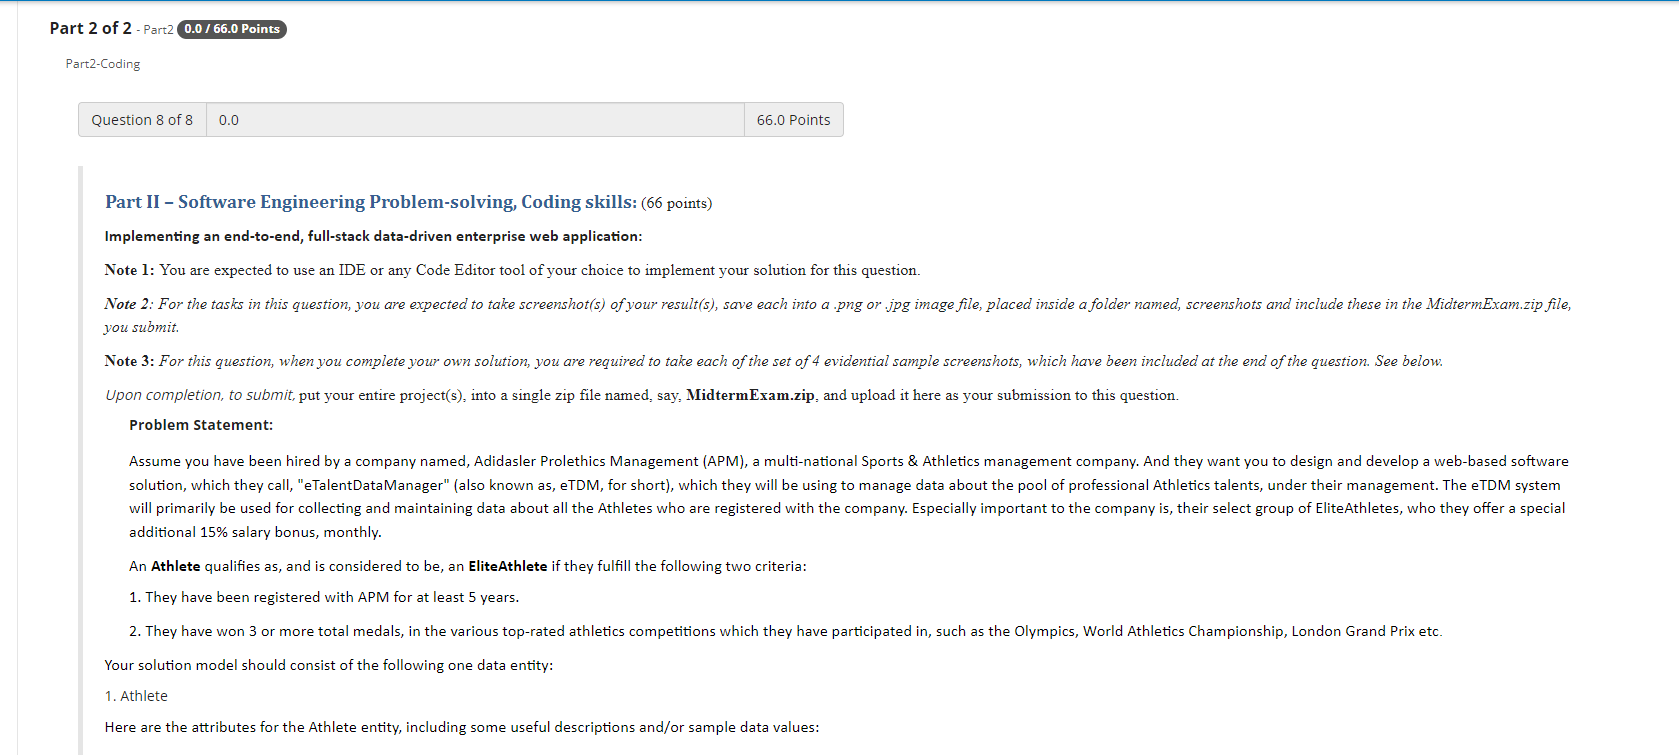 Part 2 of 2 - Part2 0.0 / 66.0 Points
Part2-Coding
Question 8 of 8 0.0 66.0 Points
Part II – Software Engineering Problem-solving, Coding skills: (66 points)
Implementing an end-to-end, full-stack data-driven enterprise web application:
Note 1: You are expected to use an IDE or any Code Editor tool of your choice to implement your solution for this question.
Note 2: For the tasks in this question, you are expected to take screenshot(s) of your result(s), save each into a .png or .jpg image file, placed inside a folder named, screenshots and include these in the MidtermExam.zip file,
you submit.
Note 3: For this question, when you complete your own solution, you are required to take each of the set of 4 evidential sample screenshots, which have been included at the end of the question. See below.
Upon completion, to submit, put your entire project(s), into a single zip file named, say, MidtermExam.zip, and upload it here as your submission to this question.
Problem Statement:
Assume you have been hired by a company named, Adidasler Prolethics Management (APM), a multi-national Sports & Athletics management company. And they want you to design and develop a web-based software
solution, which they call, "eTalentDataManager" (also known as, eTDM, for short), which they will be using to manage data about the pool of professional Athletics talents, under their management. The eTDM system
will primarily be used for collecting and maintaining data about all the Athletes who are registered with the company. Especially important to the company is, their select group of EliteAthletes, who they offer a special
additional 15% salary bonus, monthly.
An Athlete qualifies as, and is considered to be, an EliteAthlete if they fulfill the following two criteria:
1. They have been registered with APM for at least 5 years.
2. They have won 3 or more total medals, in the various top-rated athletics competitions which they have participated in, such as the Olympics, World Athletics Championship, London Grand Prix etc.
Your solution model should consist of the following one data entity:
1. Athlete
Here are the attributes for the Athlete entity, including some useful descriptions and/or sample data values: